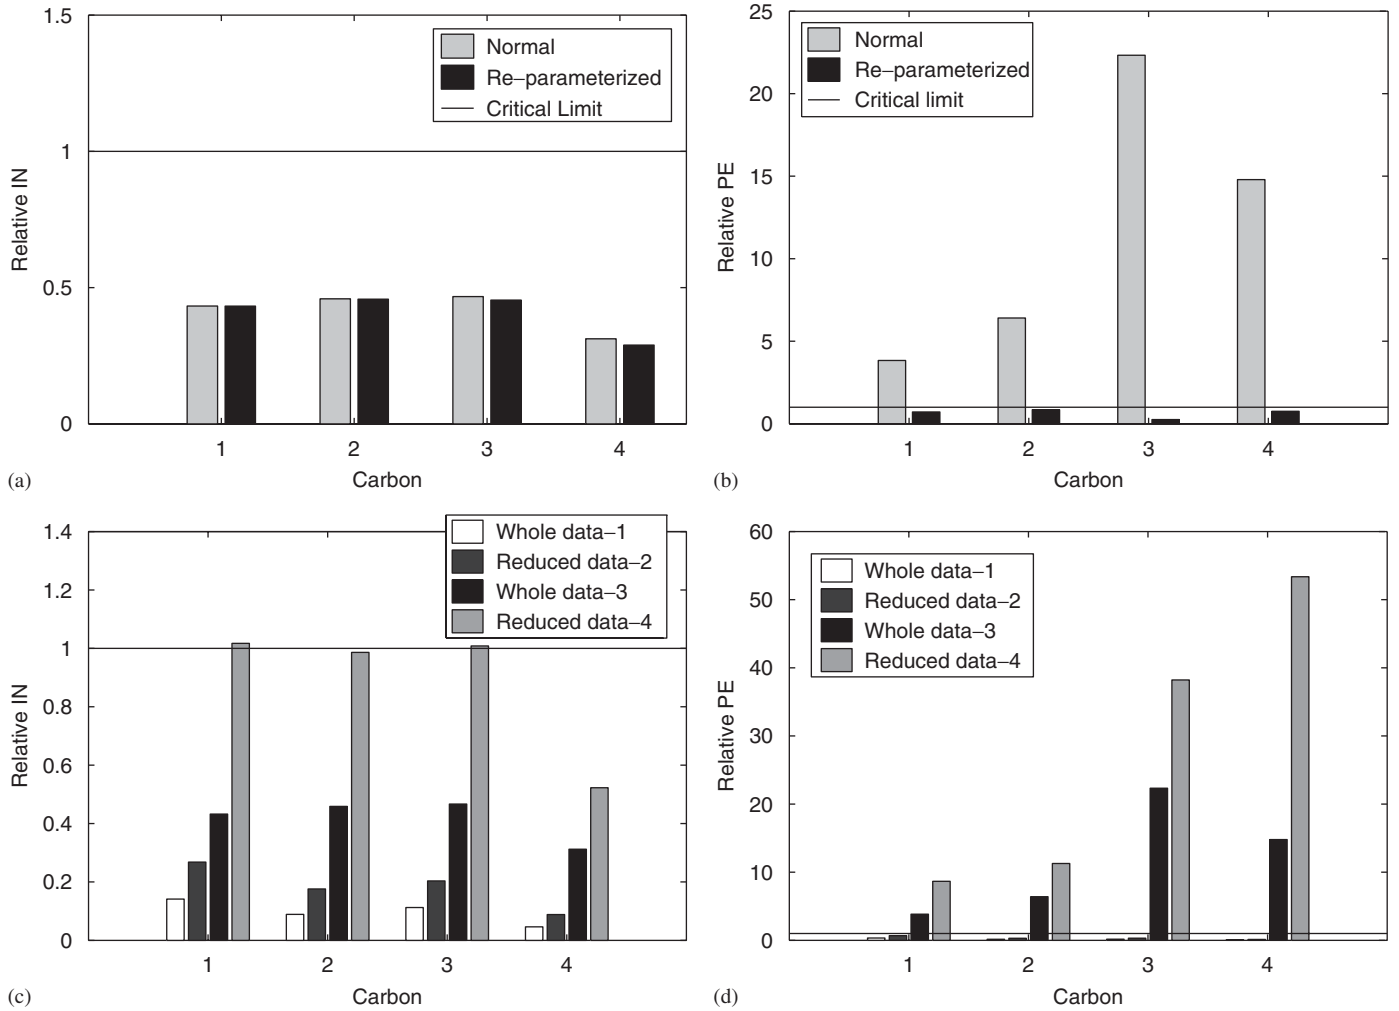 1.5
1
0.5
0
Relative IN
Normal
Re–parameterized
Critical Limit
1 2 3 4
Carbon
(a)
25
20
15
10
5
0
Relative PE
Normal
Re–parameterized
Critical limit
1 2 3 4
Carbon
(b)
1.4
1.2
1
0.8
0.6
0.4
0.2
0
Relative IN
Whole data–1
Reduced data–2
Whole data–3
Reduced data–4
1 2 3 4
Carbon
(c)
60
50
40
30
20
10
0
Relative PE
Whole data–1
Reduced data–2
Whole data–3
Reduced data–4
1 2 3 4
Carbon
(d)